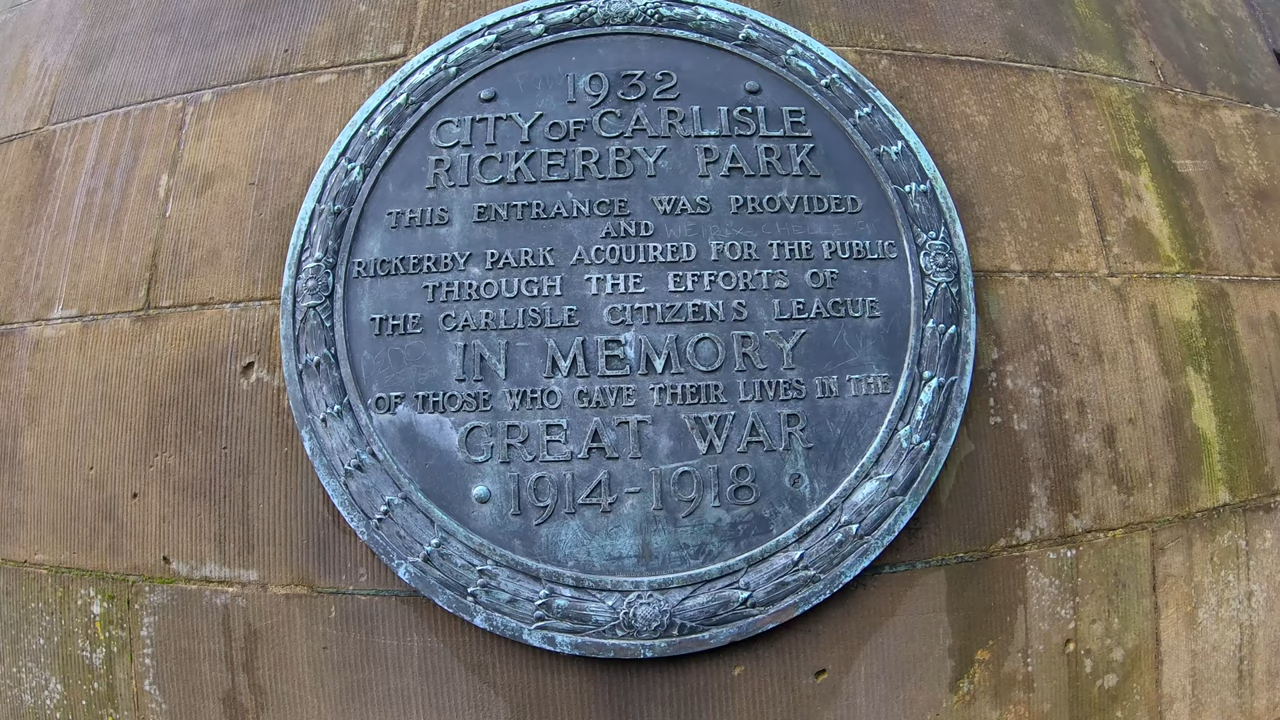 1932
CITY OF CARLISLE
RICKERBY PARK
THIS ENTRANCE WAS PROVIDED
AND
RICKERBY PARK ACQUIRED FOR THE PUBLIC
THROUGH THE EFFORTS OF
THE CARLISLE CITIZENS LEAGUE
IN MEMORY
OF THOSE WHO GAVE THEIR LIVES IN THE
GREAT WAR
· 1914-1918 ·